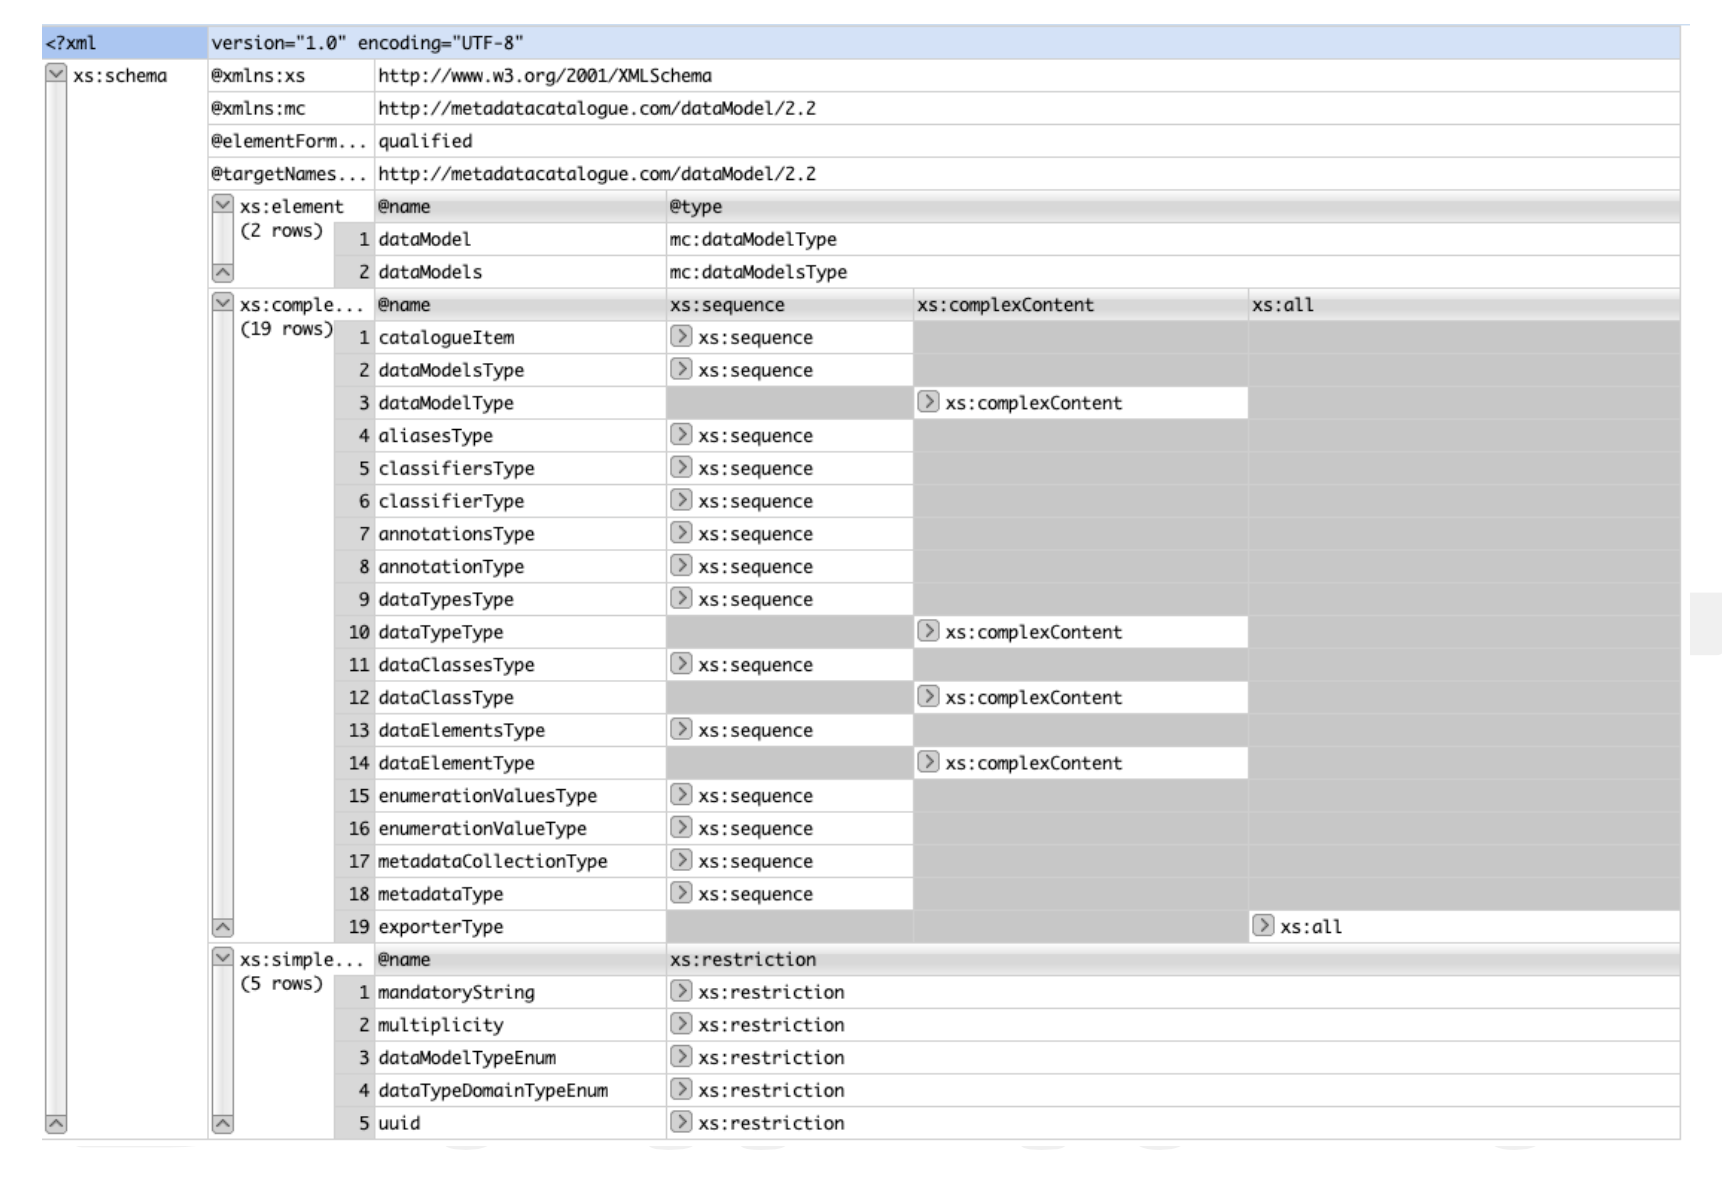 <?xml version="1.0" encoding="UTF-8"
xs:schema @xmlns:xs http://www.w3.org/2001/XMLSchema
@xmlns:mc http://metadatacatalogue.com/dataModel/2.2
@elementForm... qualified
@targetNames... http://metadatacatalogue.com/dataModel/2.2
xs:element @name @type
(2 rows) 1 dataModel mc:dataModelType
2 dataModels mc:dataModelsType
xs:comple... @name xs:sequence xs:complexContent xs:all
(19 rows) 1 catalogueItem xs:sequence
2 dataModelsType xs:sequence
3 dataModelType xs:complexContent
4 aliasesType xs:sequence
5 classifiersType xs:sequence
6 classifierType xs:sequence
7 annotationsType xs:sequence
8 annotationType xs:sequence
9 dataTypesType xs:sequence
10 dataTypeType xs:complexContent
11 dataClassesType xs:sequence
12 dataClassType xs:complexContent
13 dataElementsType xs:sequence
14 dataElementType xs:complexContent
15 enumerationValuesType xs:sequence
16 enumerationValueType xs:sequence
17 metadataCollectionType xs:sequence
18 metadataType xs:sequence
19 exporterType xs:all
xs:simple... @name xs:restriction
(5 rows) 1 mandatoryString xs:restriction
2 multiplicity xs:restriction
3 dataModelTypeEnum xs:restriction
4 dataTypeDomainTypeEnum xs:restriction
5 uuid xs:restriction